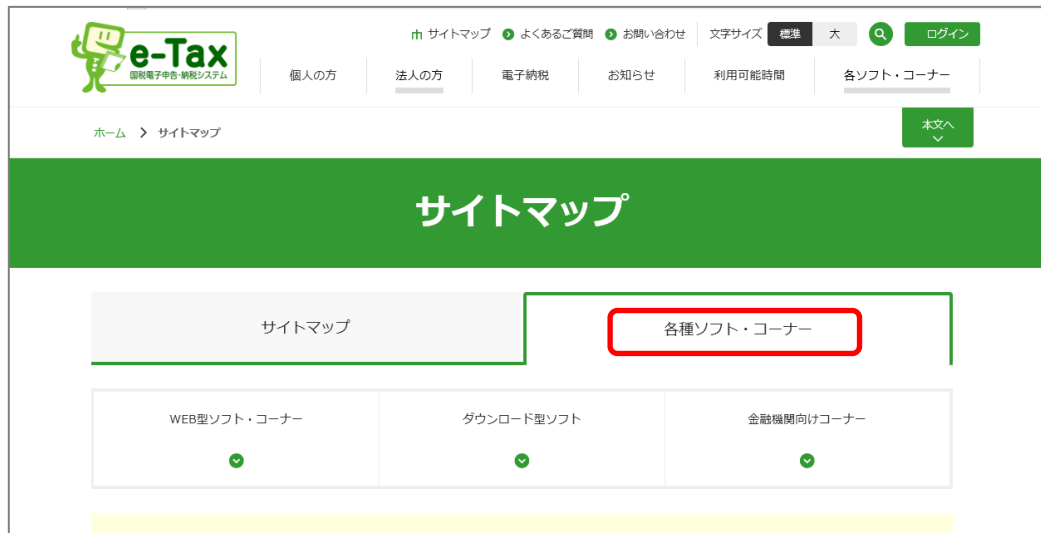 サイトマップ よくあるご質問 お問い合わせ 文字サイズ 標準 大 ログイン
e-Tax
国税電子申告・納税システム
個人の方 法人の方 電子納税 お知らせ 利用可能時間 各ソフト・コーナー
ホーム サイトマップ
本文へ
サイトマップ
サイトマップ 各種ソフト・コーナー
WEB型ソフト・コーナー ダウンロード型ソフト 金融機関向けコーナー